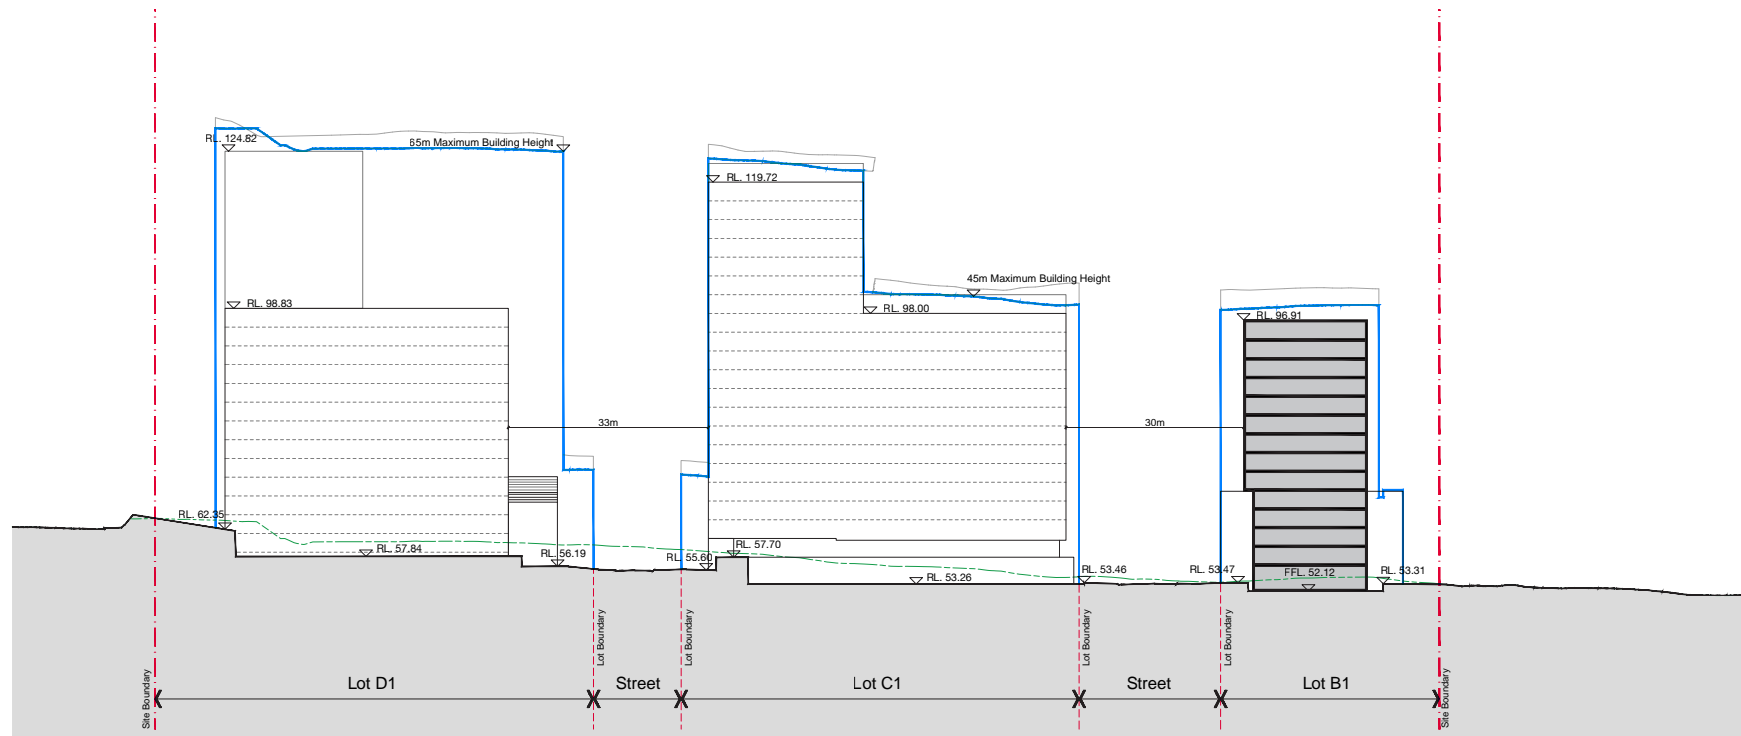 RL. 124.82
65m Maximum Building Height
RL. 119.72
45m Maximum Building Height
RL. 98.83
RL. 98.00
RL. 96.91
33m
30m
RL. 62.35
RL. 57.84
RL. 56.19
RL. 55.60
RL. 57.70
RL. 53.26
RL. 53.46
RL. 53.47
FFL. 52.12
RL. 53.31
Lot Boundary
Lot Boundary
Lot Boundary
Lot Boundary
Site Boundary
Lot D1
Street
Lot C1
Street
Lot B1
Site Boundary